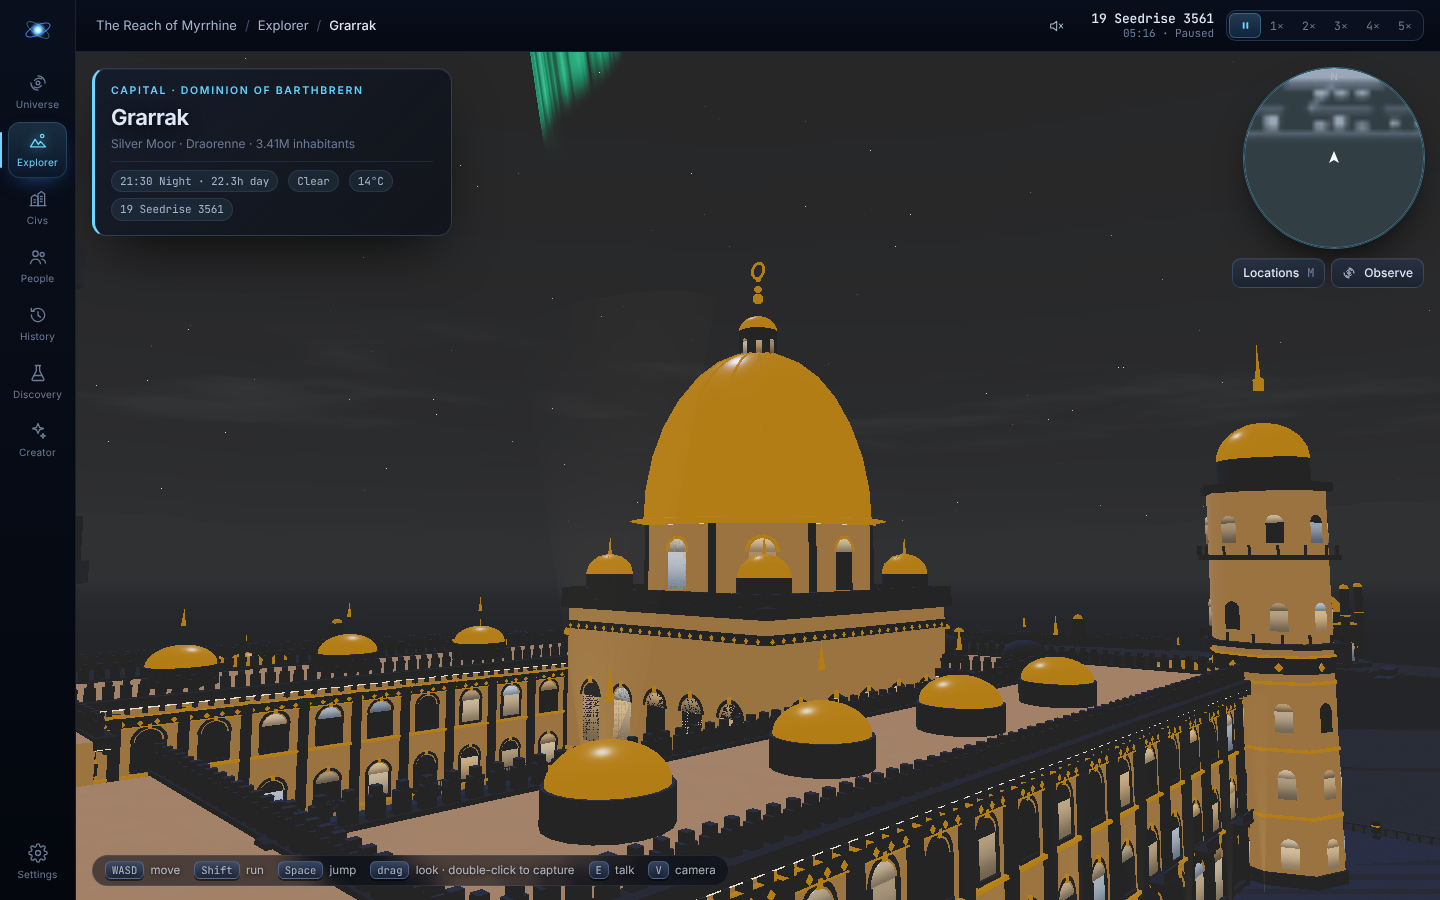 The Reach of Myrrhine / Explorer / Grarrak
19 Seedrise 3561
05:16 · Paused
1× 2× 3× 4× 5×
Universe
Explorer
Civs
People
History
Discovery
Creator
Settings
CAPITAL · DOMINION OF BARTHBRERN
Grarrak
Silver Moor · Draorenne · 3.41M inhabitants
21:30 Night · 22.3h day Clear 14°C
19 Seedrise 3561
N
Locations M Observe
WASD move Shift run Space jump drag look · double-click to capture E talk V camera